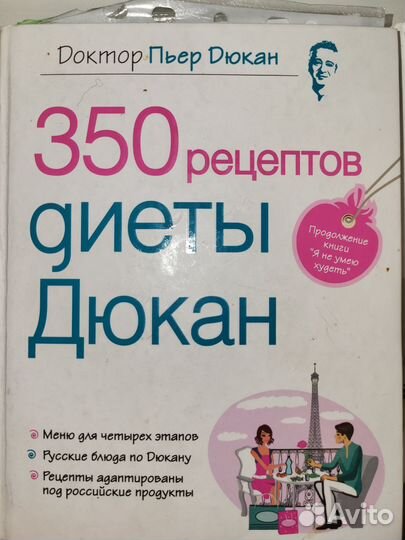 Доктор Пьер Дюкан
350 рецептов
диеты
Дюкан
Продолжение
книги
"Я не умею
худеть"
Меню для четырех этапов
Русские блюда по Дюкану
Рецепты адаптированы
под российские продукты
Avito